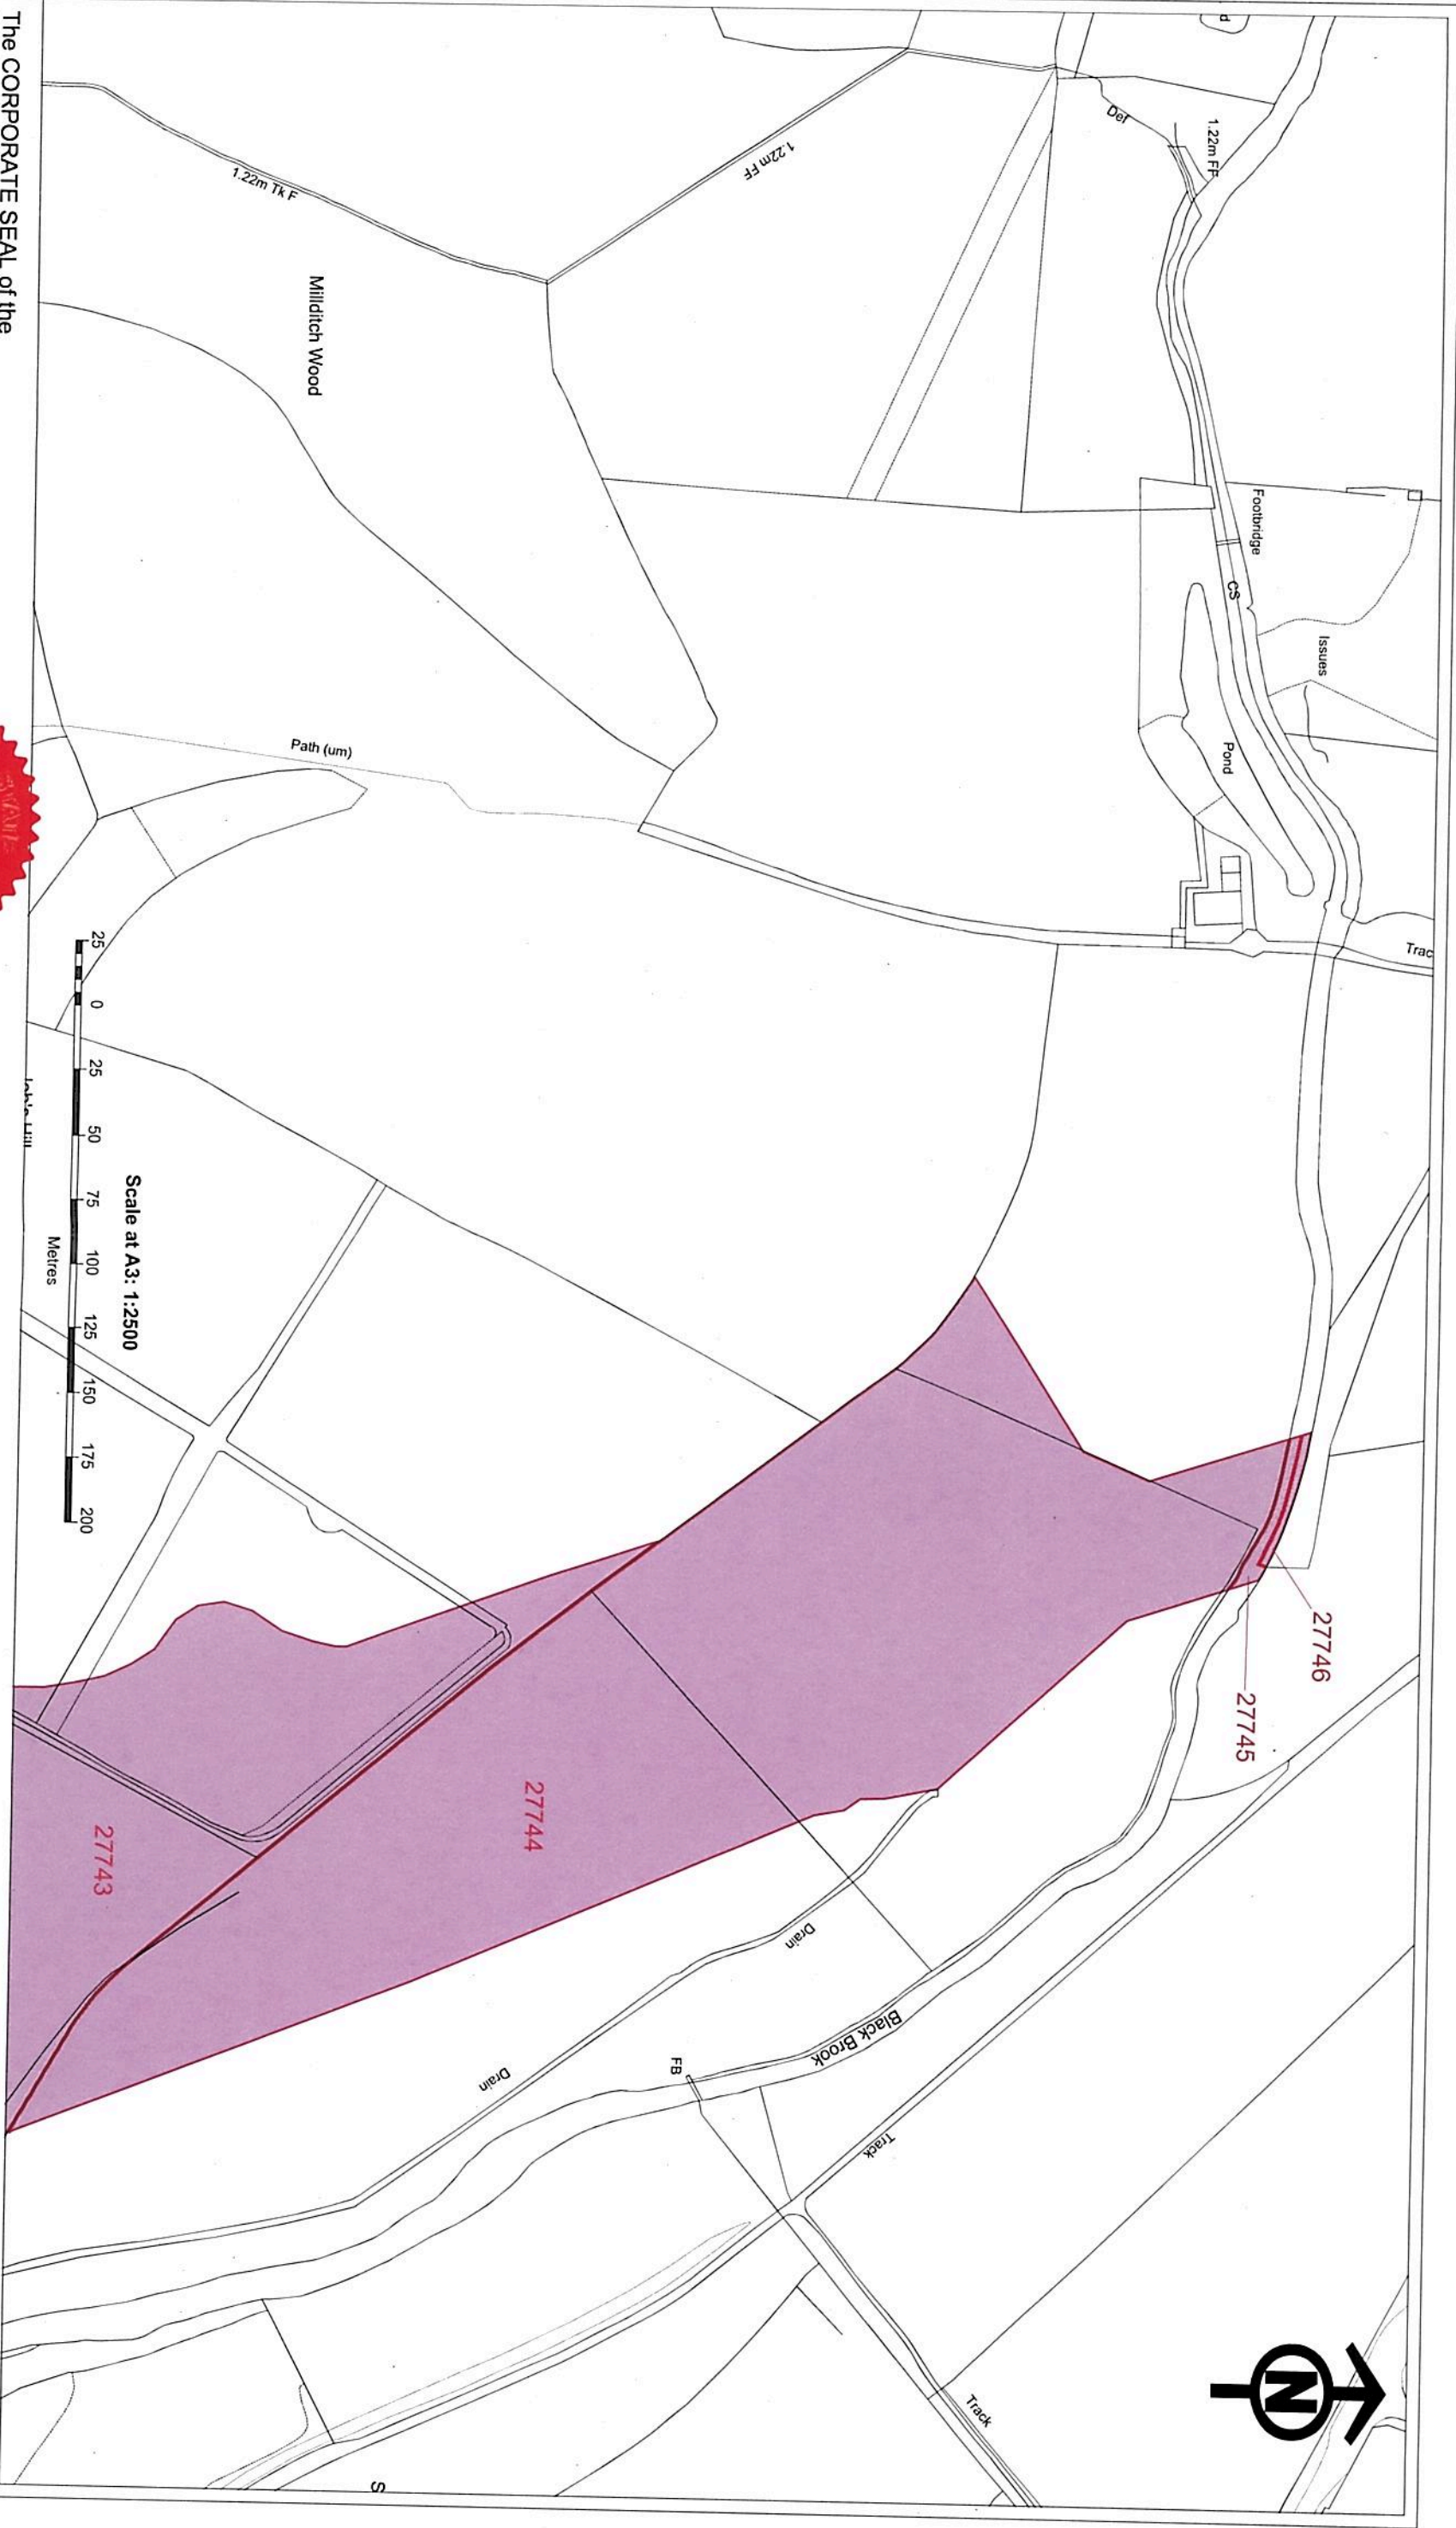 d
1.22m FF
Def
1.22m FF
1.22m Tk F
Footbridge
CS
Issues
Millditch Wood
Pond
Path (um)
Trac
27746
27745
27744
27743
Drain
Black Brook
Drain
FB
Track
Track
S
N
Scale at A3: 1:2500
25 0 25 50 75 100 125 150 175 200
Metres
The CORPORATE SEAL of the